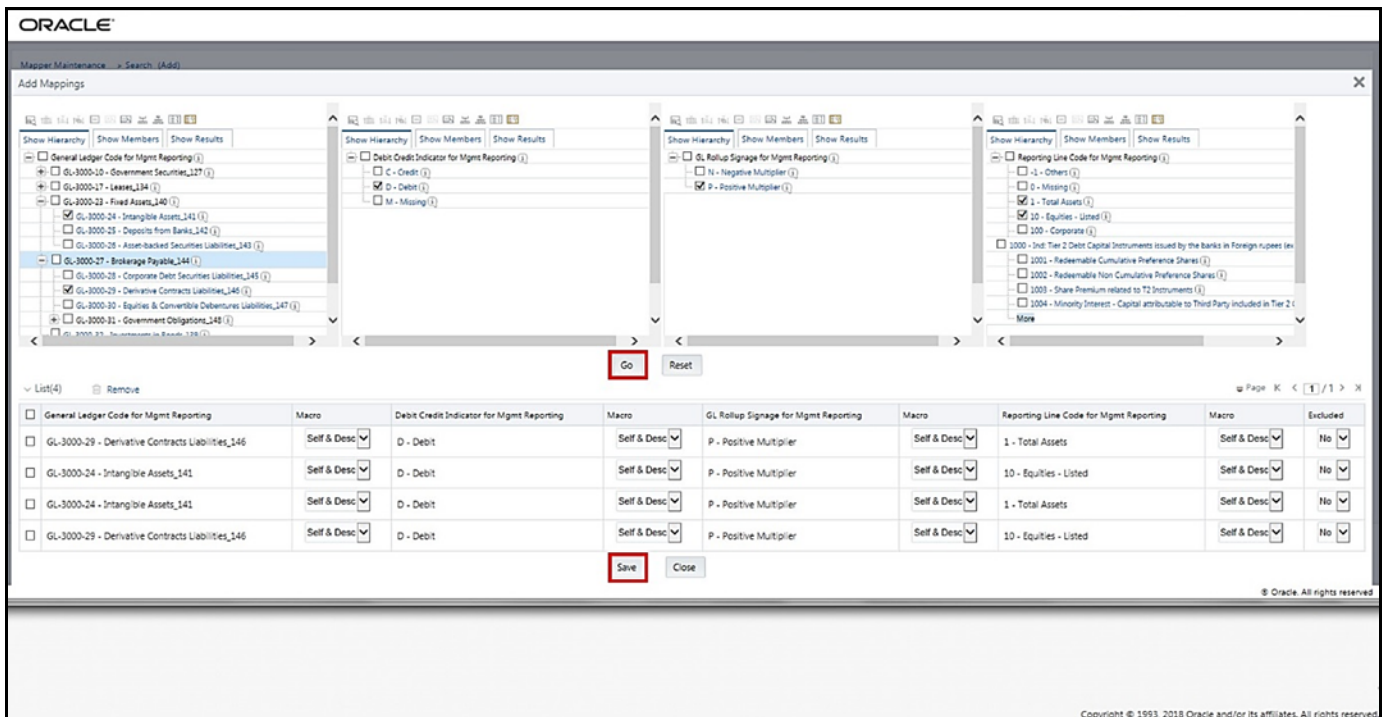 ORACLE
Mapper Maintenance » Search (Add)
Add Mappings
Show Hierarchy Show Members Show Results
General Ledger Code for Mgmt Reporting
GL-3000-10 - Government Securities_127
GL-3000-17 - Leases_134
GL-3000-23 - Fixed Assets_140
GL-3000-24 - Intangible Assets_141
GL-3000-25 - Deposits from Banks_142
GL-3000-26 - Asset-backed Securities Liabilities_143
GL-3000-27 - Brokerage Payable_144
GL-3000-28 - Corporate Debt Securities Liabilities_145
GL-3000-29 - Derivative Contracts Liabilities_146
GL-3000-30 - Equities & Convertible Debentures Liabilities_147
GL-3000-31 - Government Obligations_148
Show Hierarchy Show Members Show Results
Debit Credit Indicator for Mgmt Reporting
C - Credit
D - Debit
M - Missing
Show Hierarchy Show Members Show Results
GL Rollup Signage for Mgmt Reporting
N - Negative Multiplier
P - Positive Multiplier
Show Hierarchy Show Members Show Results
Reporting Line Code for Mgmt Reporting
-1 - Others
0 - Missing
1 - Total Assets
10 - Equities - Listed
100 - Corporate
1000 - Ind: Tier 2 Debt Capital Instruments issued by the banks in Foreign rupees
1001 - Redeemable Cumulative Preference Shares
1002 - Redeemable Non Cumulative Preference Shares
1003 - Share Premium related to T2 Instruments
1004 - Minority Interest - Capital attributable to Third Party included in Tier 2
More
Go Reset
List(4) Remove Page 1 / 1
General Ledger Code for Mgmt Reporting Macro Debit Credit Indicator for Mgmt Reporting Macro GL Rollup Signage for Mgmt Reporting Macro Reporting Line Code for Mgmt Reporting Macro Excluded
GL-3000-29 - Derivative Contracts Liabilities_146 Self & Desc D - Debit Self & Desc P - Positive Multiplier Self & Desc 1 - Total Assets Self & Desc No
GL-3000-24 - Intangible Assets_141 Self & Desc D - Debit Self & Desc P - Positive Multiplier Self & Desc 10 - Equities - Listed Self & Desc No
GL-3000-24 - Intangible Assets_141 Self & Desc D - Debit Self & Desc P - Positive Multiplier Self & Desc 1 - Total Assets Self & Desc No
GL-3000-29 - Derivative Contracts Liabilities_146 Self & Desc D - Debit Self & Desc P - Positive Multiplier Self & Desc 10 - Equities - Listed Self & Desc No
Save Close
® Oracle. All rights reserved
Copyright © 1993, 2018 Oracle and/or its affiliates. All rights reserved.